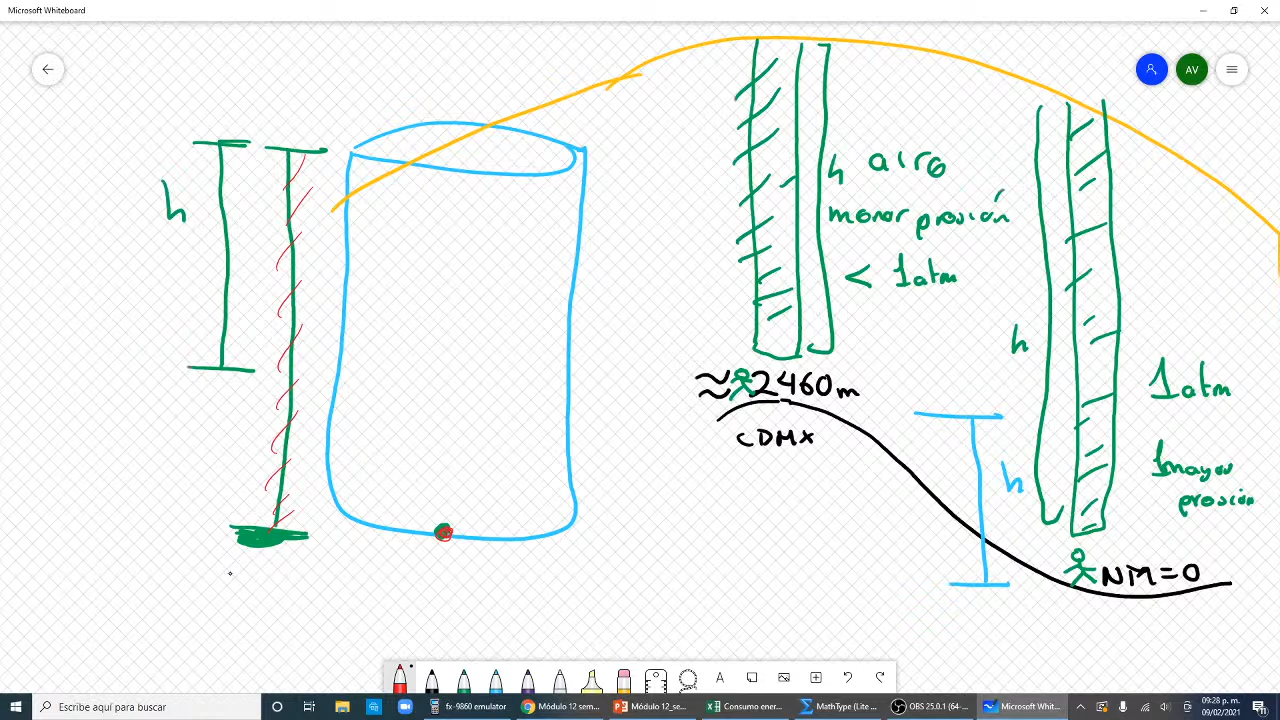 Microsoft Whiteboard
AV
h
h aire
menor presión
< 1atm
≈ 2460m
CDMX
h
h
1atm
1mayor
presión
NM=0
A
Escribe aquí para buscar
fx-9860 emulator
Módulo 12 sem...
Módulo 12_se...
Consumo ener...
MathType (Lite ...
OBS 25.0.1 (64-...
Microsoft Whit...
09:28 p. m.
09/02/2021